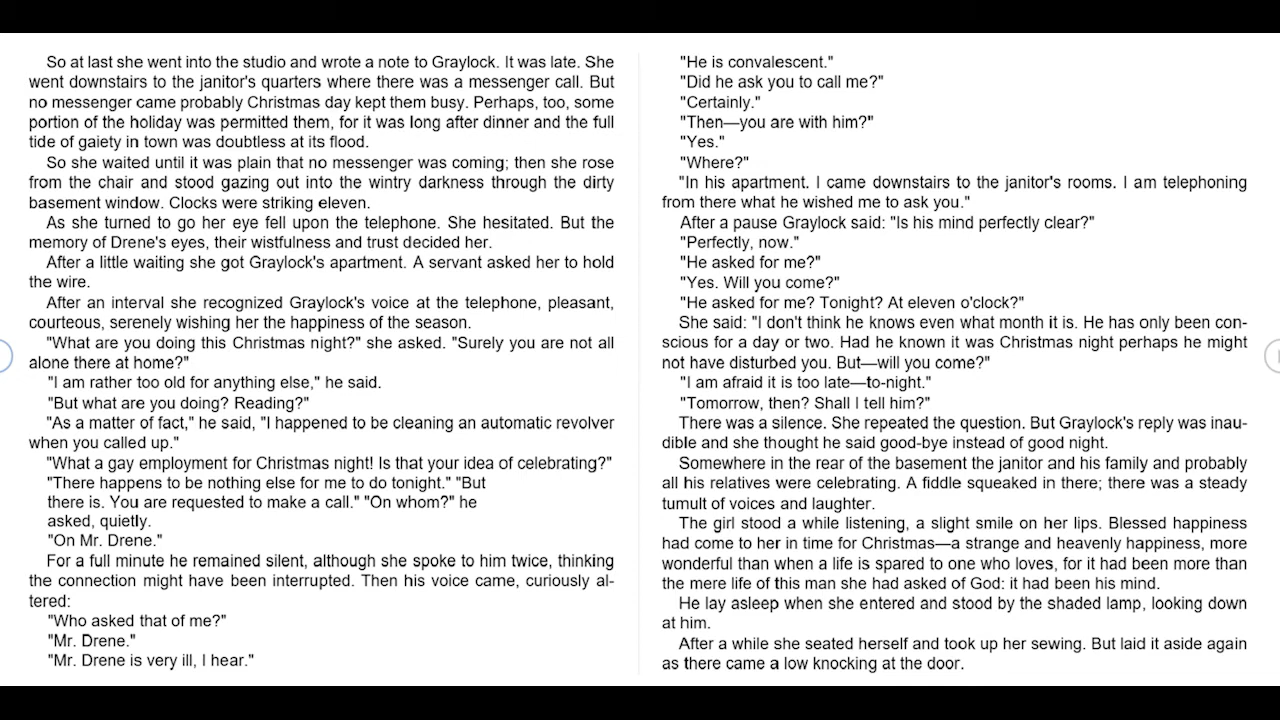 So at last she went into the studio and wrote a note to Graylock. It was late. She
went downstairs to the janitor's quarters where there was a messenger call. But
no messenger came probably Christmas day kept them busy. Perhaps, too, some
portion of the holiday was permitted them, for it was long after dinner and the full
tide of gaiety in town was doubtless at its flood.
So she waited until it was plain that no messenger was coming; then she rose
from the chair and stood gazing out into the wintry darkness through the dirty
basement window. Clocks were striking eleven.
As she turned to go her eye fell upon the telephone. She hesitated. But the
memory of Drene's eyes, their wistfulness and trust decided her.
After a little waiting she got Graylock's apartment. A servant asked her to hold
the wire.
After an interval she recognized Graylock's voice at the telephone, pleasant,
courteous, serenely wishing her the happiness of the season.
"What are you doing this Christmas night?" she asked. "Surely you are not all
alone there at home?"
"I am rather too old for anything else," he said.
"But what are you doing? Reading?"
"As a matter of fact," he said, "I happened to be cleaning an automatic revolver
when you called up."
"What a gay employment for Christmas night! Is that your idea of celebrating?"
"There happens to be nothing else for me to do tonight." "But
there is. You are requested to make a call." "On whom?" he
asked, quietly.
"On Mr. Drene."
For a full minute he remained silent, although she spoke to him twice, thinking
the connection might have been interrupted. Then his voice came, curiously al-
tered:
"Who asked that of me?"
"Mr. Drene."
"Mr. Drene is very ill, I hear."
"He is convalescent."
"Did he ask you to call me?"
"Certainly."
"Then—you are with him?"
"Yes."
"Where?"
"In his apartment. I came downstairs to the janitor's rooms. I am telephoning
from there what he wished me to ask you."
After a pause Graylock said: "Is his mind perfectly clear?"
"Perfectly, now."
"He asked for me?"
"Yes. Will you come?"
"He asked for me? Tonight? At eleven o'clock?"
She said: "I don't think he knows even what month it is. He has only been con-
scious for a day or two. Had he known it was Christmas night perhaps he might
not have disturbed you. But—will you come?"
"I am afraid it is too late—to-night."
"Tomorrow, then? Shall I tell him?"
There was a silence. She repeated the question. But Graylock's reply was inau-
dible and she thought he said good-bye instead of good night.
Somewhere in the rear of the basement the janitor and his family and probably
all his relatives were celebrating. A fiddle squeaked in there; there was a steady
tumult of voices and laughter.
The girl stood a while listening, a slight smile on her lips. Blessed happiness
had come to her in time for Christmas—a strange and heavenly happiness, more
wonderful than when a life is spared to one who loves, for it had been more than
the mere life of this man she had asked of God: it had been his mind.
He lay asleep when she entered and stood by the shaded lamp, looking down
at him.
After a while she seated herself and took up her sewing. But laid it aside again
as there came a low knocking at the door.